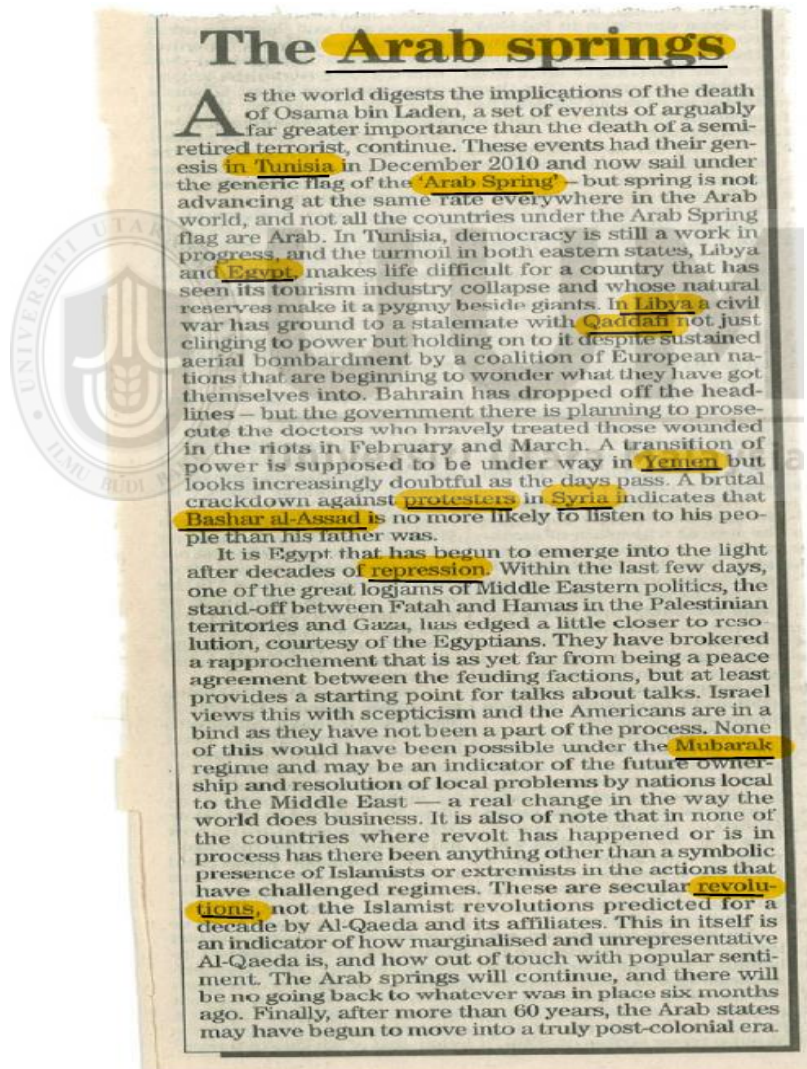 The Arab springs
As the world digests the implications of the death
of Osama bin Laden, a set of events of arguably
far greater importance than the death of a semi-
retired terrorist, continue. These events had their gen-
esis in Tunisia in December 2010 and now sail under
the generic flag of the 'Arab Spring' – but spring is not
advancing at the same rate everywhere in the Arab
world, and not all the countries under the Arab Spring
flag are Arab. In Tunisia, democracy is still a work in
progress, and the turmoil in both eastern states, Libya
and Egypt, makes life difficult for a country that has
seen its tourism industry collapse and whose natural
reserves make it a pygmy beside giants. In Libya a civil
war has ground to a stalemate with Qaddafi not just
clinging to power but holding on to it despite sustained
aerial bombardment by a coalition of European na-
tions that are beginning to wonder what they have got
themselves into. Bahrain has dropped off the head-
lines – but the government there is planning to prose-
cute the doctors who bravely treated those wounded
in the riots in February and March. A transition of
power is supposed to be under way in Yemen but
looks increasingly doubtful as the days pass. A brutal
crackdown against protesters in Syria indicates that
Bashar al-Assad is no more likely to listen to his peo-
ple than his father was.
It is Egypt that has begun to emerge into the light
after decades of repression. Within the last few days,
one of the great logjams of Middle Eastern politics, the
stand-off between Fatah and Hamas in the Palestinian
territories and Gaza, has edged a little closer to reso-
lution, courtesy of the Egyptians. They have brokered
a rapprochement that is as yet far from being a peace
agreement between the feuding factions, but at least
provides a starting point for talks about talks. Israel
views this with scepticism and the Americans are in a
bind as they have not been a part of the process. None
of this would have been possible under the Mubarak
regime and may be an indicator of the future owner-
ship and resolution of local problems by nations local
to the Middle East — a real change in the way the
world does business. It is also of note that in none of
the countries where revolt has happened or is in
process has there been anything other than a symbolic
presence of Islamists or extremists in the actions that
have challenged regimes. These are secular revolu-
tions, not the Islamist revolutions predicted for a
decade by Al-Qaeda and its affiliates. This in itself is
an indicator of how marginalised and unrepresentative
Al-Qaeda is, and how out of touch with popular senti-
ment. The Arab springs will continue, and there will
be no going back to whatever was in place six months
ago. Finally, after more than 60 years, the Arab states
may have begun to move into a truly post-colonial era.